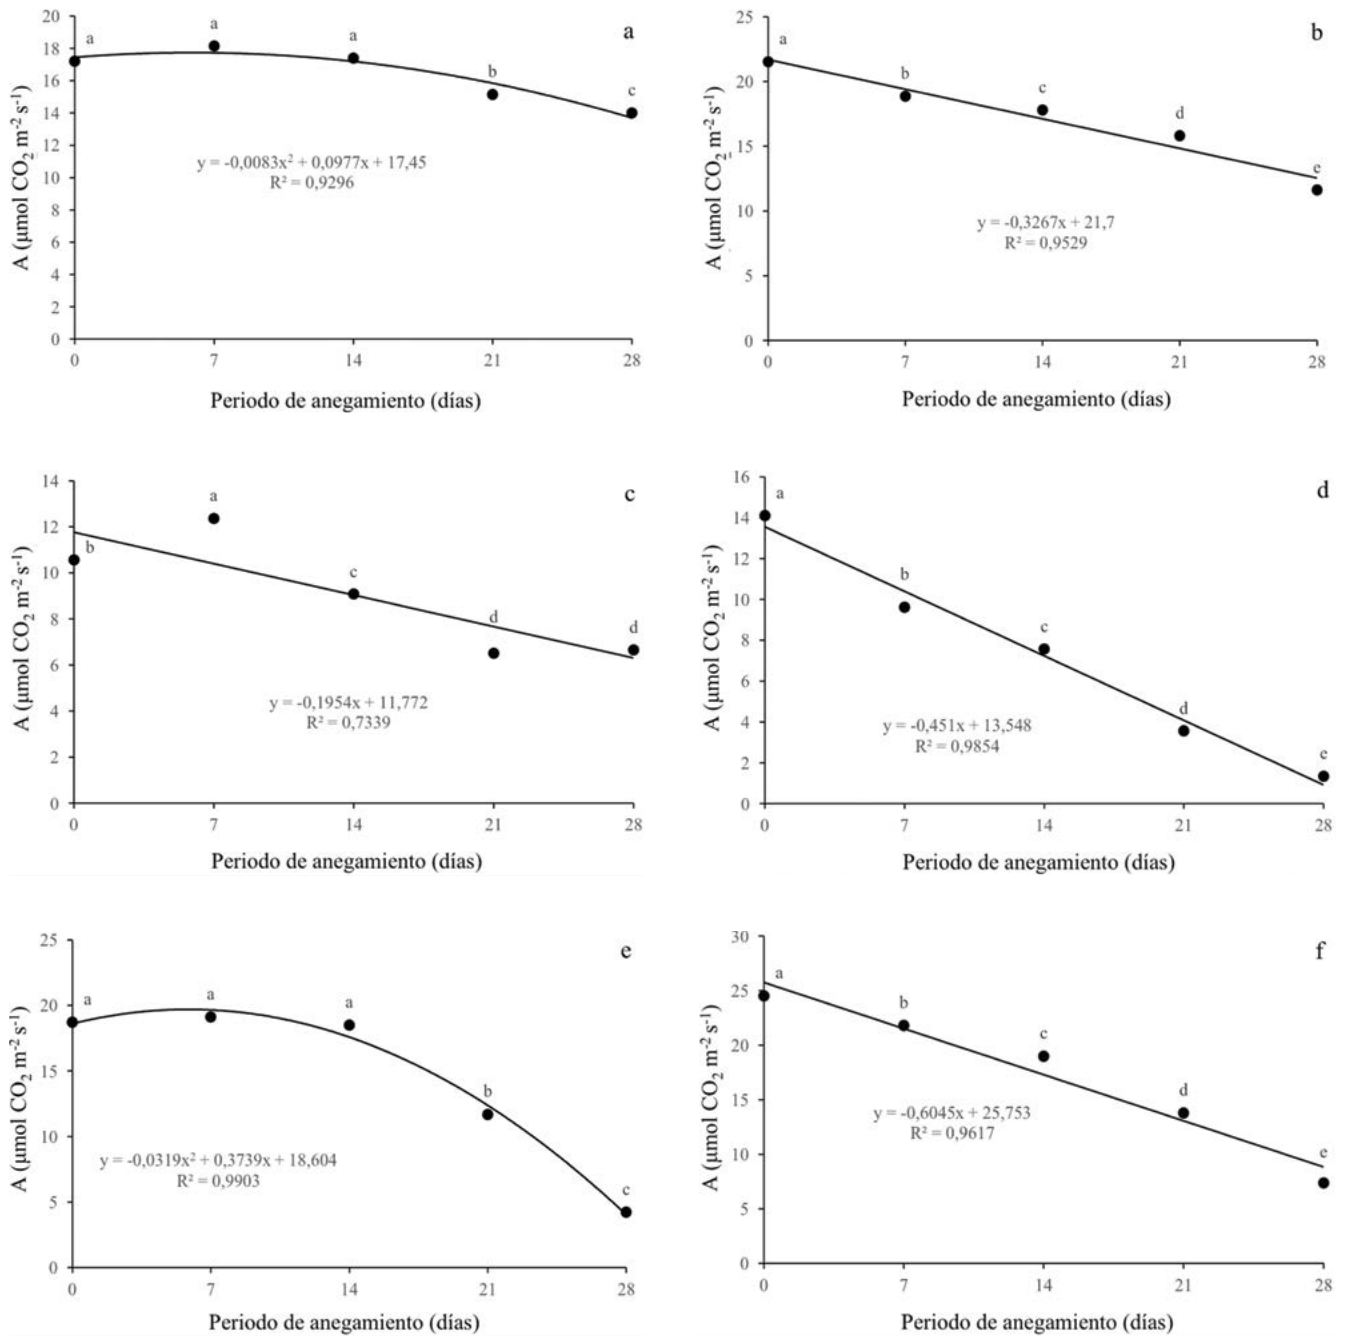 a
A (µmol CO₂ m⁻² s⁻¹)
20
18
16
14
12
10
8
6
4
2
0
a
a
a
b
c
y = -0,0083x² + 0,0977x + 17,45
R² = 0,9296
0 7 14 21 28
Periodo de anegamiento (días)
b
A (µmol CO₂ m⁻² s⁻¹)
25
20
15
10
5
0
a
b
c
d
e
y = -0,3267x + 21,7
R² = 0,9529
0 7 14 21 28
Periodo de anegamiento (días)
c
A (µmol CO₂ m⁻² s⁻¹)
14
12
10
8
6
4
2
0
b
a
c
d
d
y = -0,1954x + 11,772
R² = 0,7339
0 7 14 21 28
Periodo de anegamiento (días)
d
A (µmol CO₂ m⁻² s⁻¹)
16
14
12
10
8
6
4
2
0
a
b
c
d
e
y = -0,451x + 13,548
R² = 0,9854
0 7 14 21 28
Periodo de anegamiento (días)
e
A (µmol CO₂ m⁻² s⁻¹)
25
20
15
10
5
0
a
a
a
b
c
y = -0,0319x² + 0,3739x + 18,604
R² = 0,9903
0 7 14 21 28
Periodo de anegamiento (días)
f
A (µmol CO₂ m⁻² s⁻¹)
30
25
20
15
10
5
0
a
b
c
d
e
y = -0,6045x + 25,753
R² = 0,9617
0 7 14 21 28
Periodo de anegamiento (días)